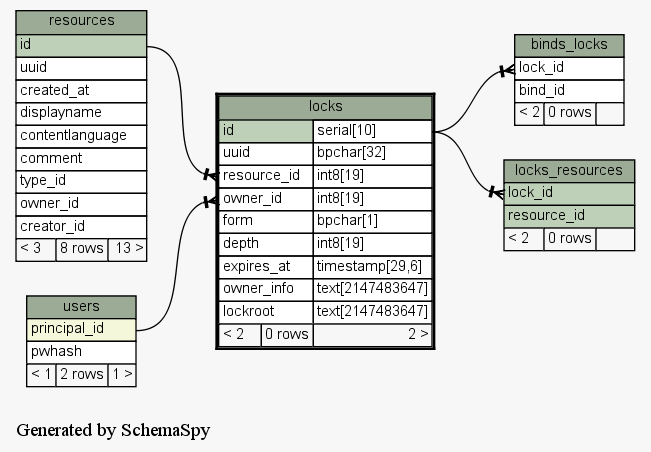 resources
id
uuid
created_at
displayname
contentlanguage
comment
type_id
owner_id
creator_id
< 3 8 rows 13 >
users
principal_id
pwhash
< 1 2 rows 1 >
locks
id serial[10]
uuid bpchar[32]
resource_id int8[19]
owner_id int8[19]
form bpchar[1]
depth int8[19]
expires_at timestamp[29,6]
owner_info text[2147483647]
lockroot text[2147483647]
< 2 0 rows 2 >
binds_locks
lock_id
bind_id
< 2 0 rows
locks_resources
lock_id
resource_id
< 2 0 rows
Generated by SchemaSpy